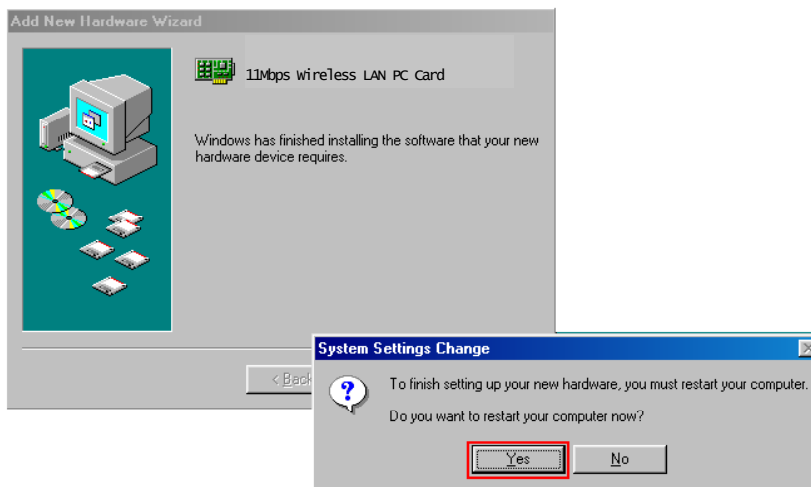 Add New Hardware Wizard
11Mbps Wireless LAN PC Card
Windows has finished installing the software that your new
hardware device requires.
< Back
System Settings Change
To finish setting up your new hardware, you must restart your computer.
Do you want to restart your computer now?
Yes
No